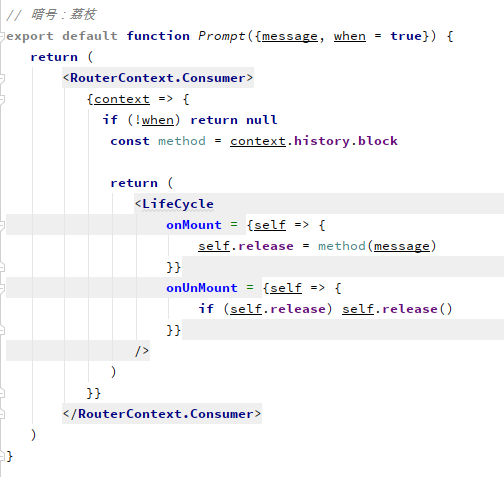 // 暗号：荔枝
export default function Prompt({message, when = true}) {
return (
<RouterContext.Consumer>
{context => {
if (!when) return null
const method = context.history.block
return (
<LifeCycle
onMount = {self => {
self.release = method(message)
}}
onUnMount = {self => {
if (self.release) self.release()
}}
/>
)
}}
</RouterContext.Consumer>
)
}